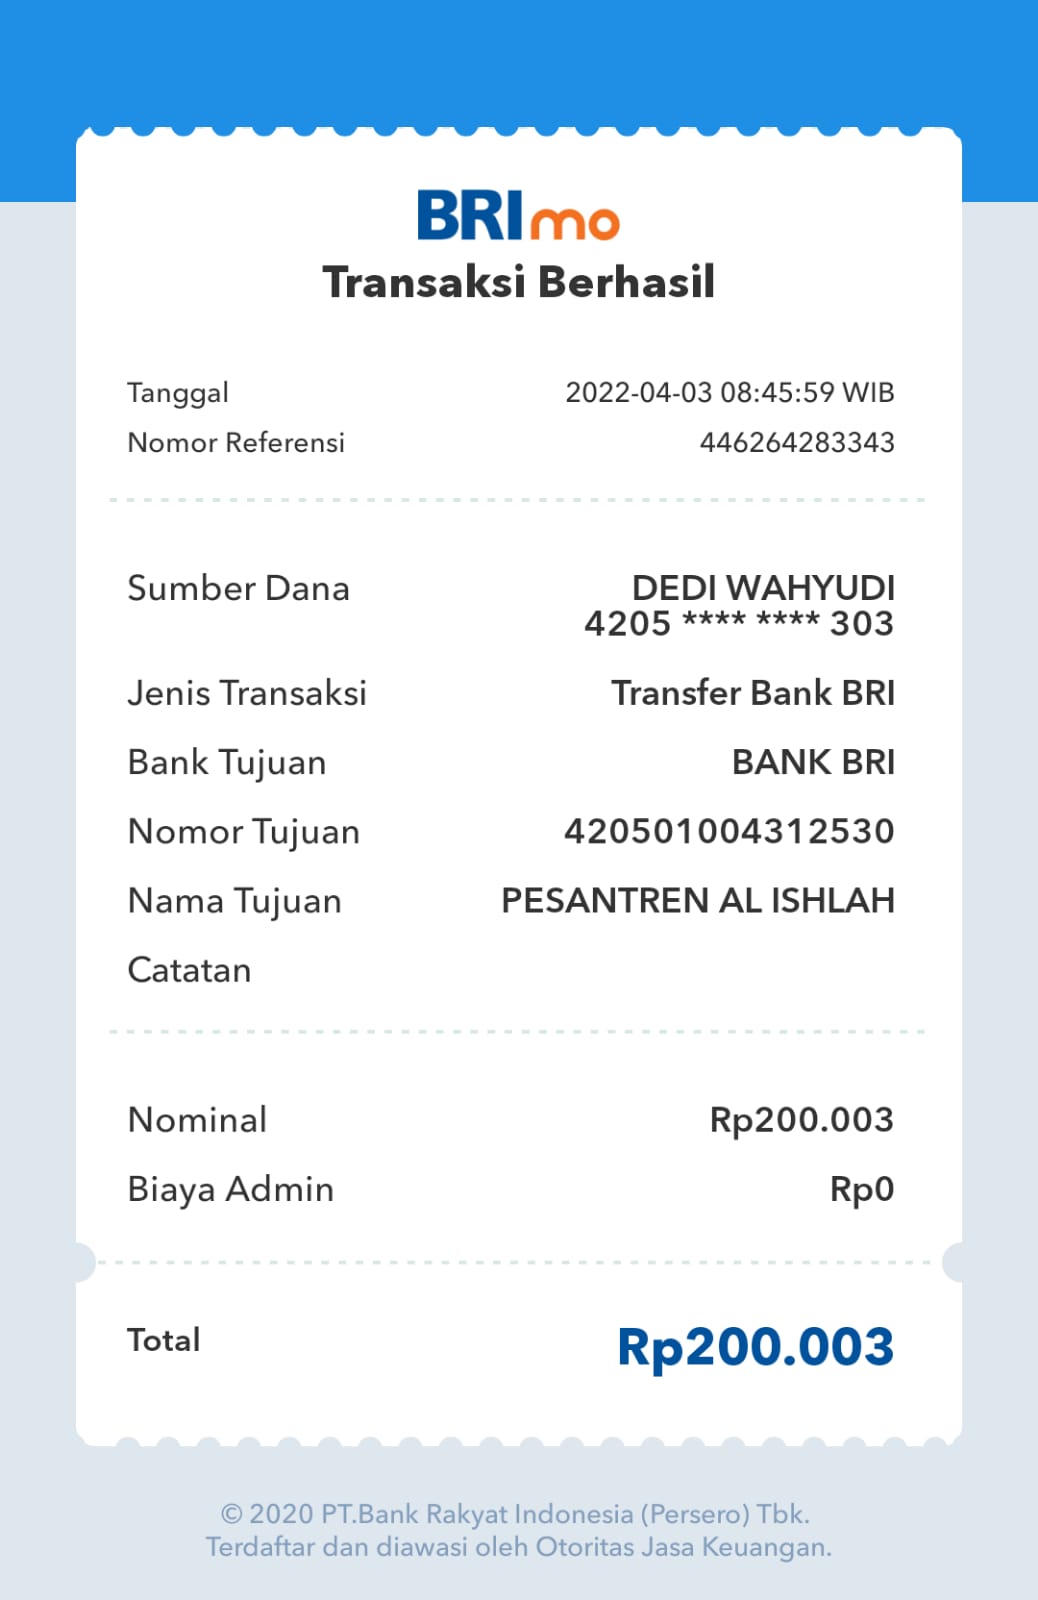 BRImo
Transaksi Berhasil
Tanggal 2022-04-03 08:45:59 WIB
Nomor Referensi 446264283343
Sumber Dana DEDI WAHYUDI
4205 **** **** 303
Jenis Transaksi Transfer Bank BRI
Bank Tujuan BANK BRI
Nomor Tujuan 420501004312530
Nama Tujuan PESANTREN AL ISHLAH
Catatan
Nominal Rp200.003
Biaya Admin Rp0
Total Rp200.003
© 2020 PT.Bank Rakyat Indonesia (Persero) Tbk.
Terdaftar dan diawasi oleh Otoritas Jasa Keuangan.